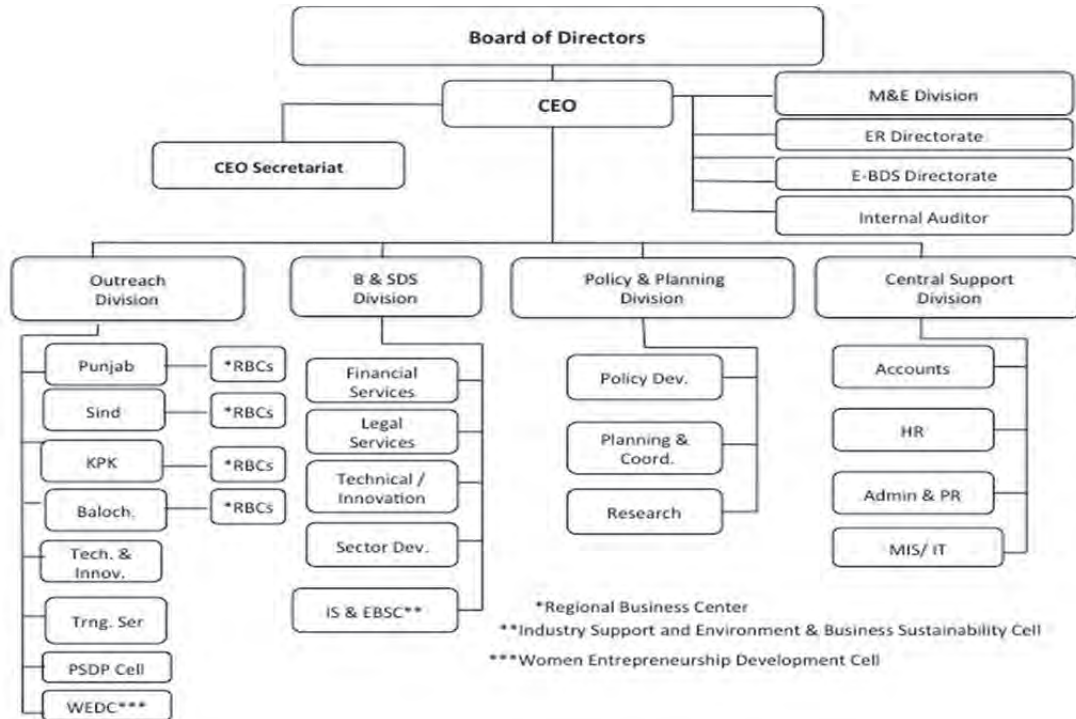 Board of Directors
CEO
M&E Division
ER Directorate
CEO Secretariat
E-BDS Directorate
Internal Auditor
Outreach
Division
B & SDS
Division
Policy & Planning
Division
Central Support
Division
Punjab
*RBCs
Sind
*RBCs
KPK
*RBCs
Baloch.
*RBCs
Tech. &
Innov.
Trng. Ser
PSDP Cell
WEDC***
Financial
Services
Legal
Services
Technical /
Innovation
Sector Dev.
IS & EBSC**
Policy Dev.
Planning &
Coord.
Research
Accounts
HR
Admin & PR
MIS/ IT
*Regional Business Center
**Industry Support and Environment & Business Sustainability Cell
***Women Entrepreneurship Development Cell